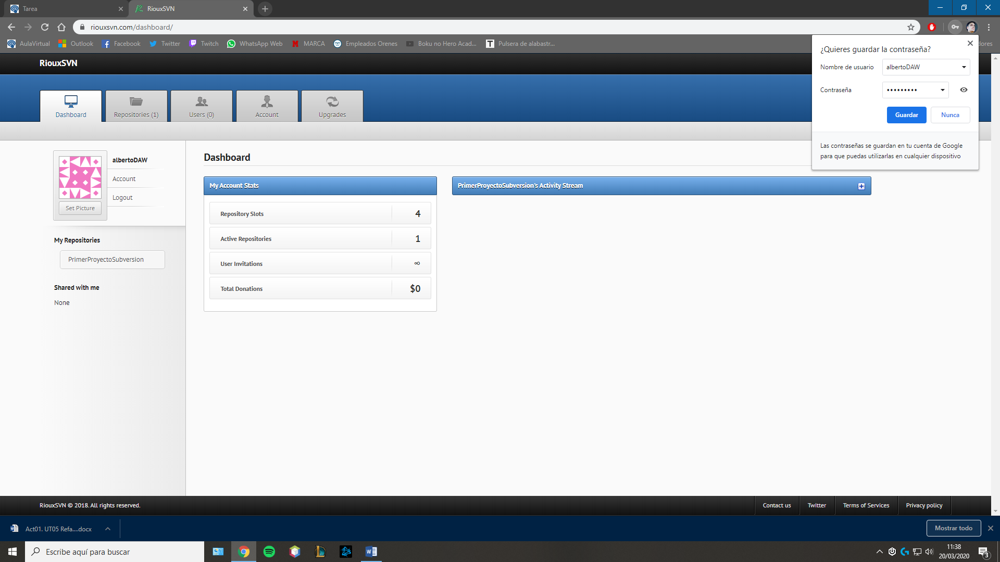 Tarea
RiouxSVN
riouxsvn.com/dashboard/
AulaVirtual
Outlook
Facebook
Twitter
Twitch
WhatsApp Web
MARCA
Empleados Orenes
Boku no Hero Acad...
Pulsera de alabastr...
dores
¿Quieres guardar la contraseña?
Nombre de usuario
albertoDAW
Contraseña
•••••••••
Guardar
Nunca
Las contraseñas se guardan en tu cuenta de Google
para que puedas utilizarlas en cualquier dispositivo
RiouxSVN
Dashboard
Repositories (1)
Users (0)
Account
Upgrades
albertoDAW
Account
Logout
Set Picture
My Repositories
PrimerProyectoSubversion
Shared with me
None
Dashboard
My Account Stats
Repository Slots 4
Active Repositories 1
User Invitations ∞
Total Donations $0
PrimerProyectoSubversion's Activity Stream
RiouxSVN © 2018. All rights reserved.
Contact us
Twitter
Terms of Services
Privacy policy
Act01. UT05 Refa....docx
Mostrar todo
Escribe aquí para buscar
11:38
20/03/2020
3